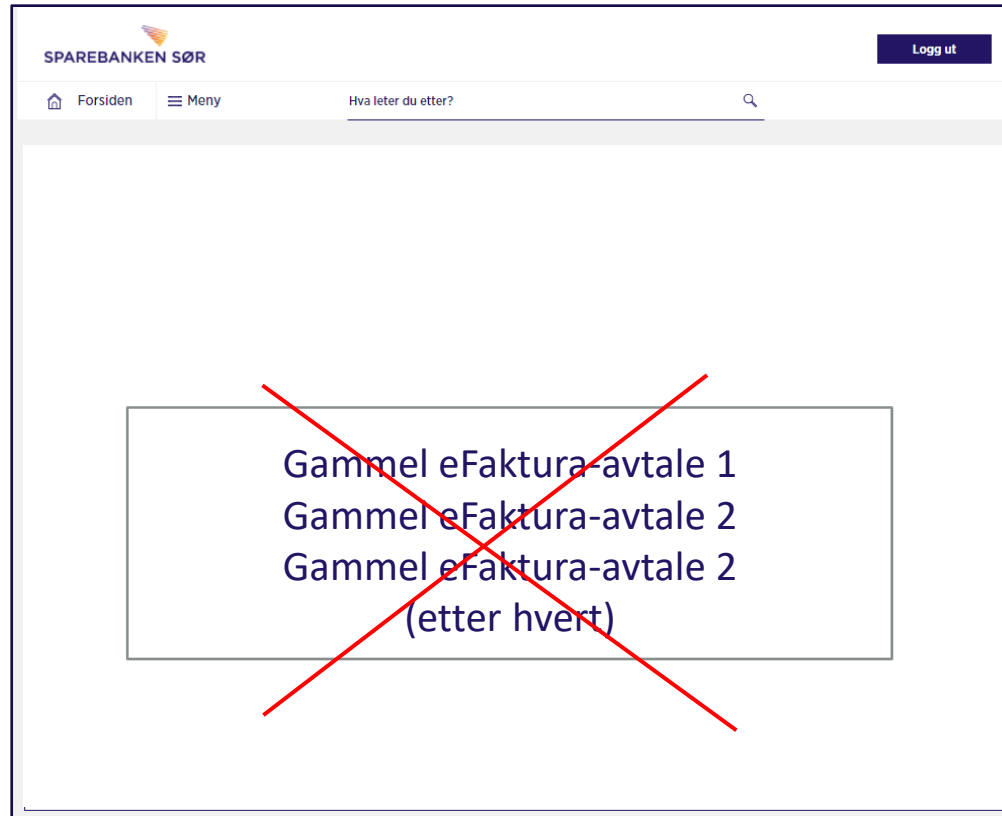 SPAREBANKEN SØR
Logg ut
Forsiden
Meny
Hva leter du etter?
Gammel eFaktura-avtale 1
Gammel eFaktura-avtale 2
Gammel eFaktura-avtale 2
(etter hvert)